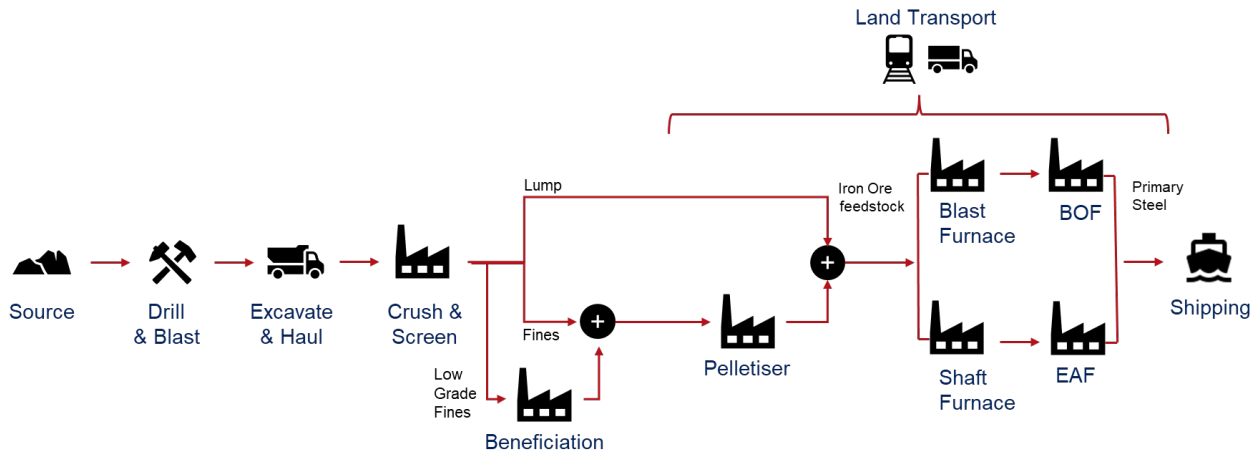 Land Transport
Lump
Iron Ore
feedstock
Blast
Furnace
BOF
Primary
Steel
Source
Drill
& Blast
Excavate
& Haul
Crush &
Screen
+
+
Fines
Pelletiser
Shipping
Low
Grade
Fines
Beneficiation
Shaft
Furnace
EAF